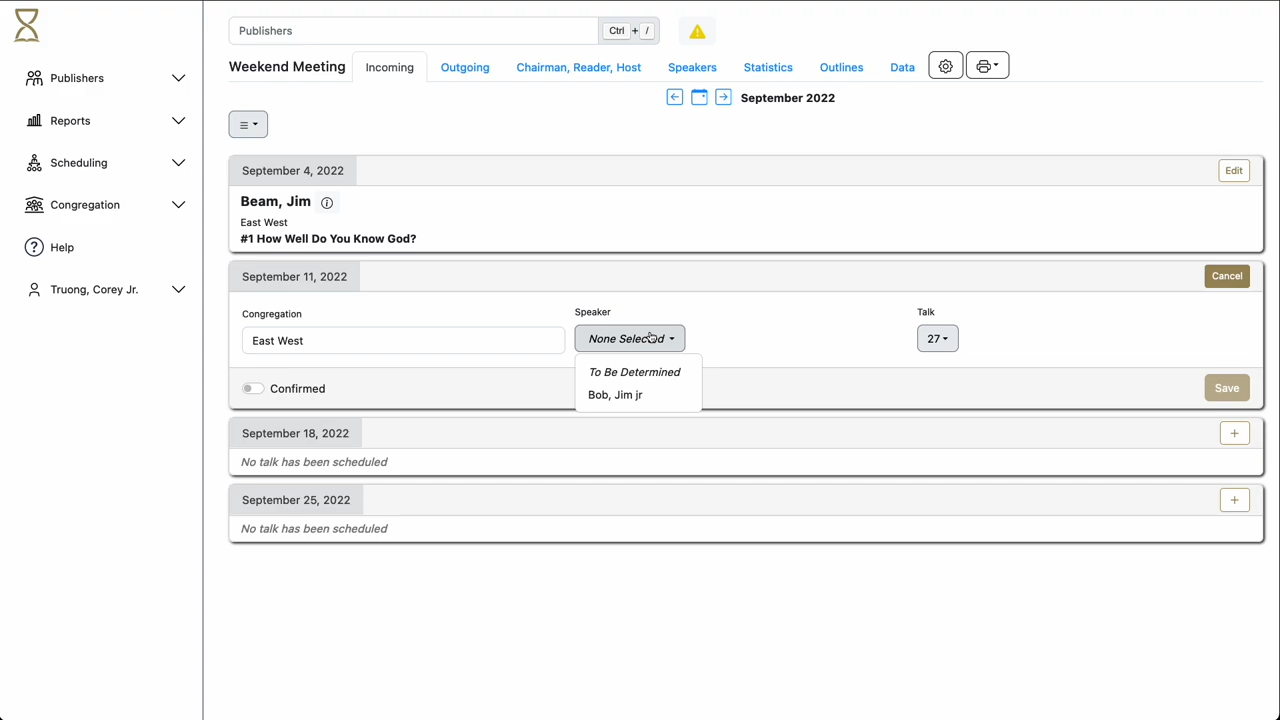 Publishers
Ctrl + /
Weekend Meeting
Incoming
Outgoing
Chairman, Reader, Host
Speakers
Statistics
Outlines
Data
September 2022
Publishers
Reports
Scheduling
Congregation
Help
Truong, Corey Jr.
September 4, 2022
Edit
Beam, Jim
East West
#1 How Well Do You Know God?
September 11, 2022
Cancel
Congregation
Speaker
Talk
East West
None Selected
27
To Be Determined
Bob, Jim jr
Confirmed
Save
September 18, 2022
No talk has been scheduled
September 25, 2022
No talk has been scheduled